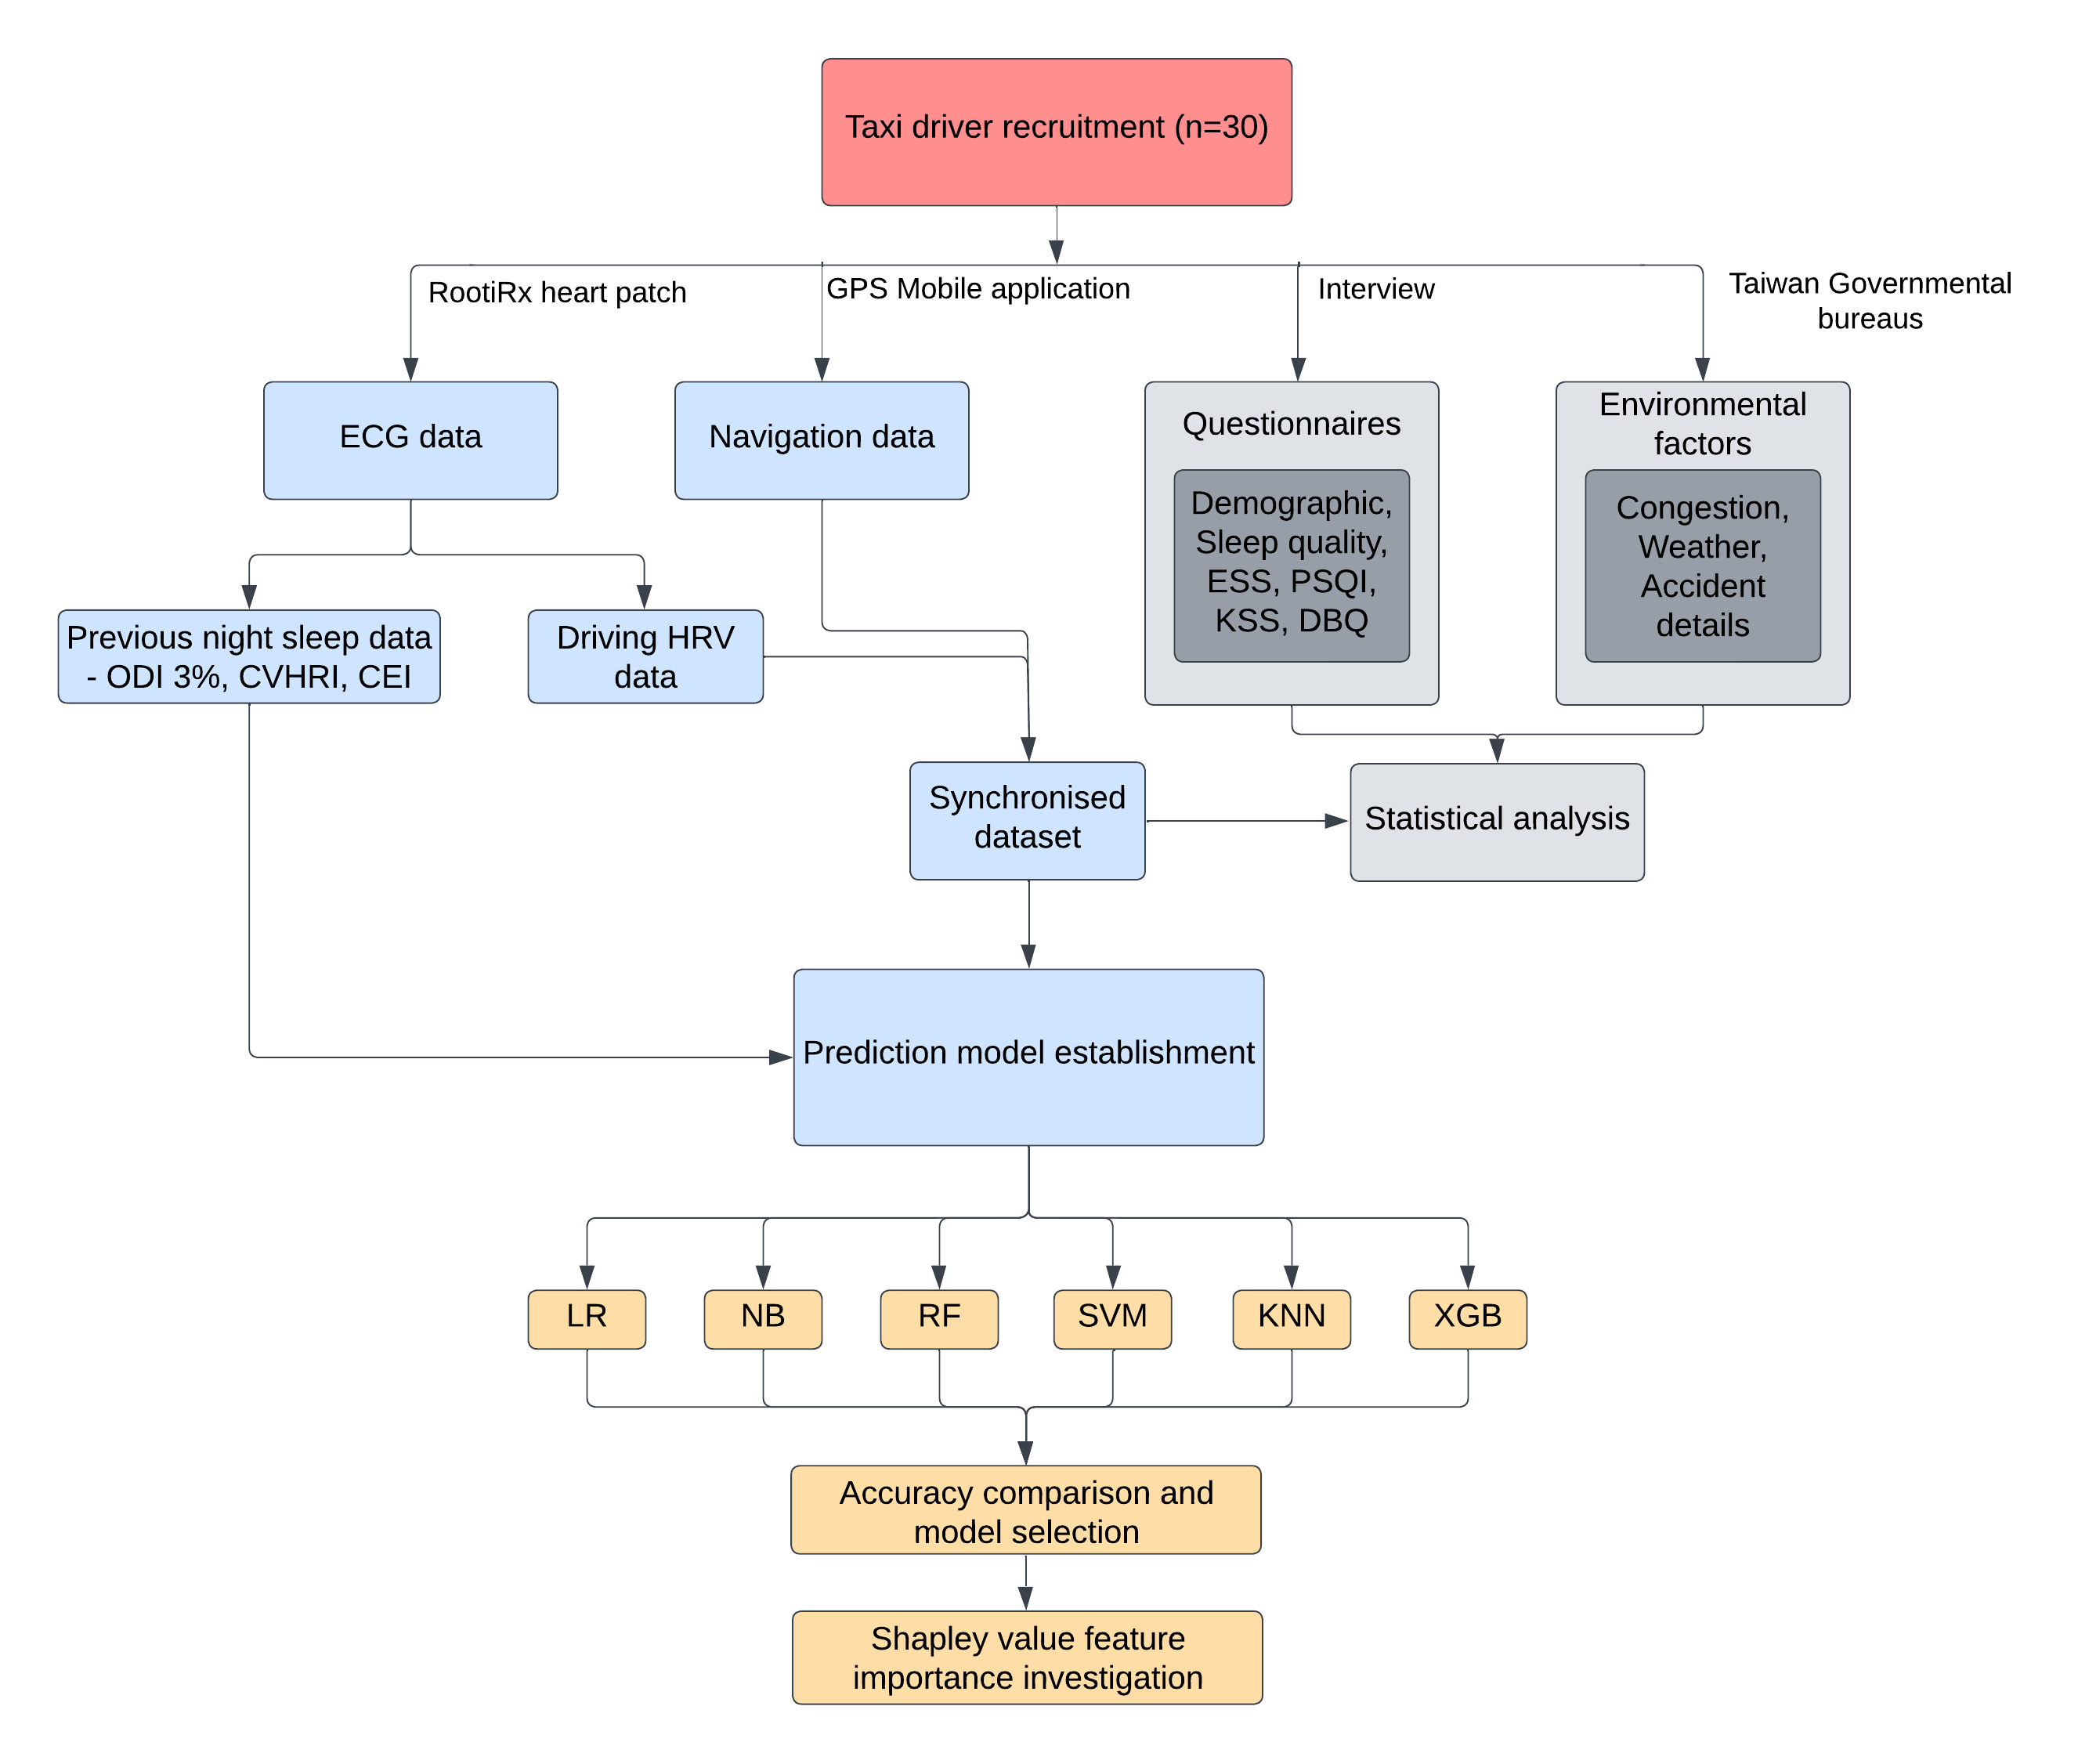 Taxi driver recruitment (n=30)
RootiRx heart patch
GPS Mobile application
Interview
Taiwan Governmental
bureaus
ECG data
Navigation data
Questionnaires
Demographic,
Sleep quality,
ESS, PSQI,
KSS, DBQ
Environmental
factors
Congestion,
Weather,
Accident
details
Previous night sleep data
- ODI 3%, CVHRI, CEI
Driving HRV
data
Synchronised
dataset
Statistical analysis
Prediction model establishment
LR
NB
RF
SVM
KNN
XGB
Accuracy comparison and
model selection
Shapley value feature
importance investigation